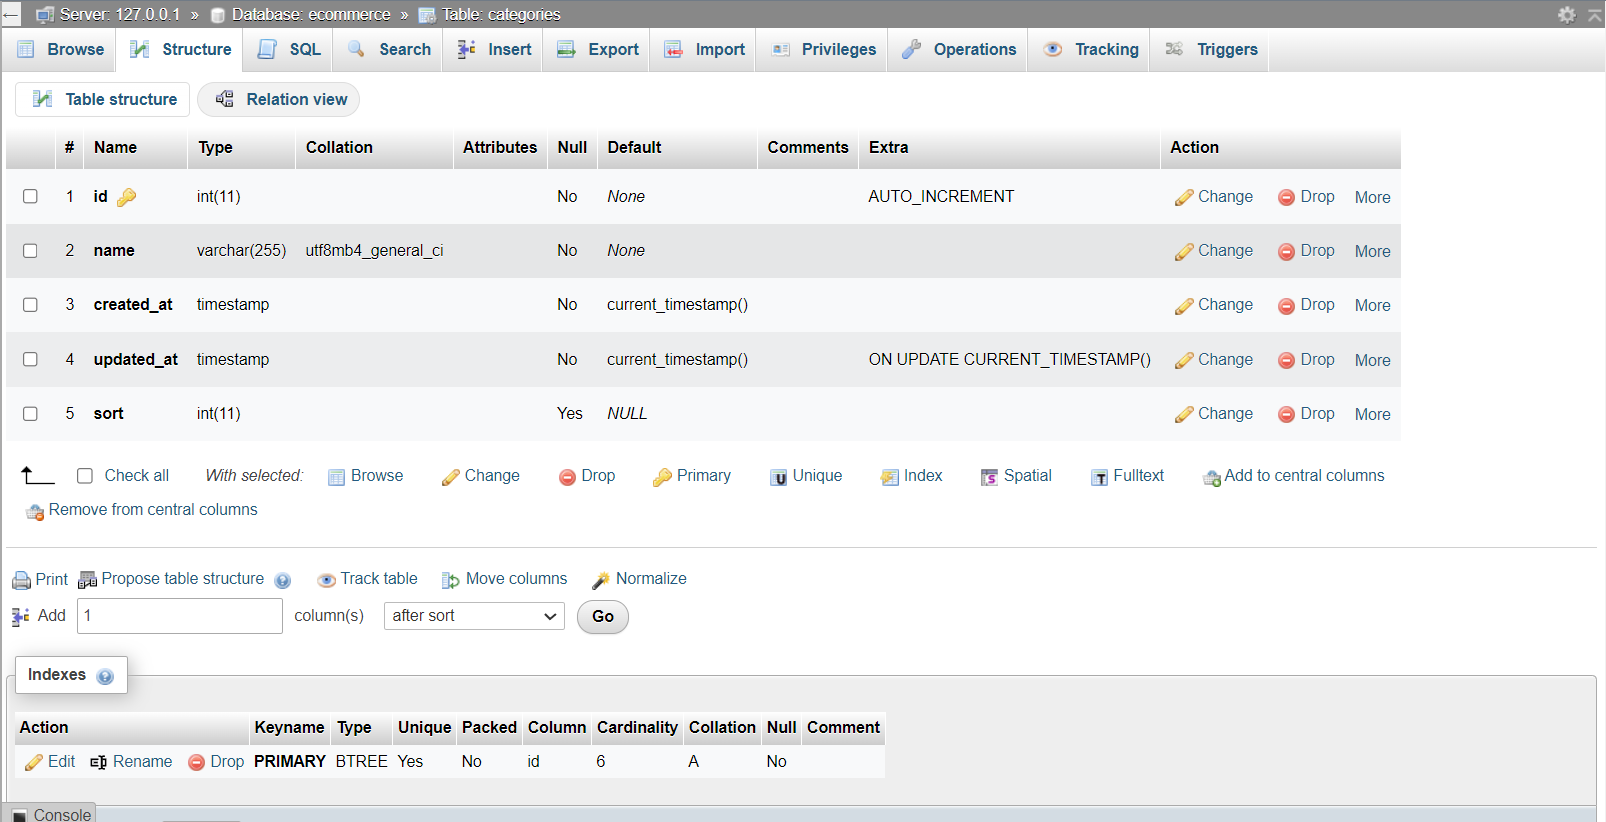 Server: 127.0.0.1 » Database: ecommerce » Table: categories
Browse Structure SQL Search Insert Export Import Privileges Operations Tracking Triggers
Table structure Relation view
# Name Type Collation Attributes Null Default Comments Extra Action
1 id int(11) No None AUTO_INCREMENT Change Drop More
2 name varchar(255) utf8mb4_general_ci No None Change Drop More
3 created_at timestamp No current_timestamp() Change Drop More
4 updated_at timestamp No current_timestamp() ON UPDATE CURRENT_TIMESTAMP() Change Drop More
5 sort int(11) Yes NULL Change Drop More
Check all With selected: Browse Change Drop Primary Unique Index Spatial Fulltext Add to central columns
Remove from central columns
Print Propose table structure Track table Move columns Normalize
Add 1 column(s) after sort Go
Indexes
Action Keyname Type Unique Packed Column Cardinality Collation Null Comment
Edit Rename Drop PRIMARY BTREE Yes No id 6 A No
Console